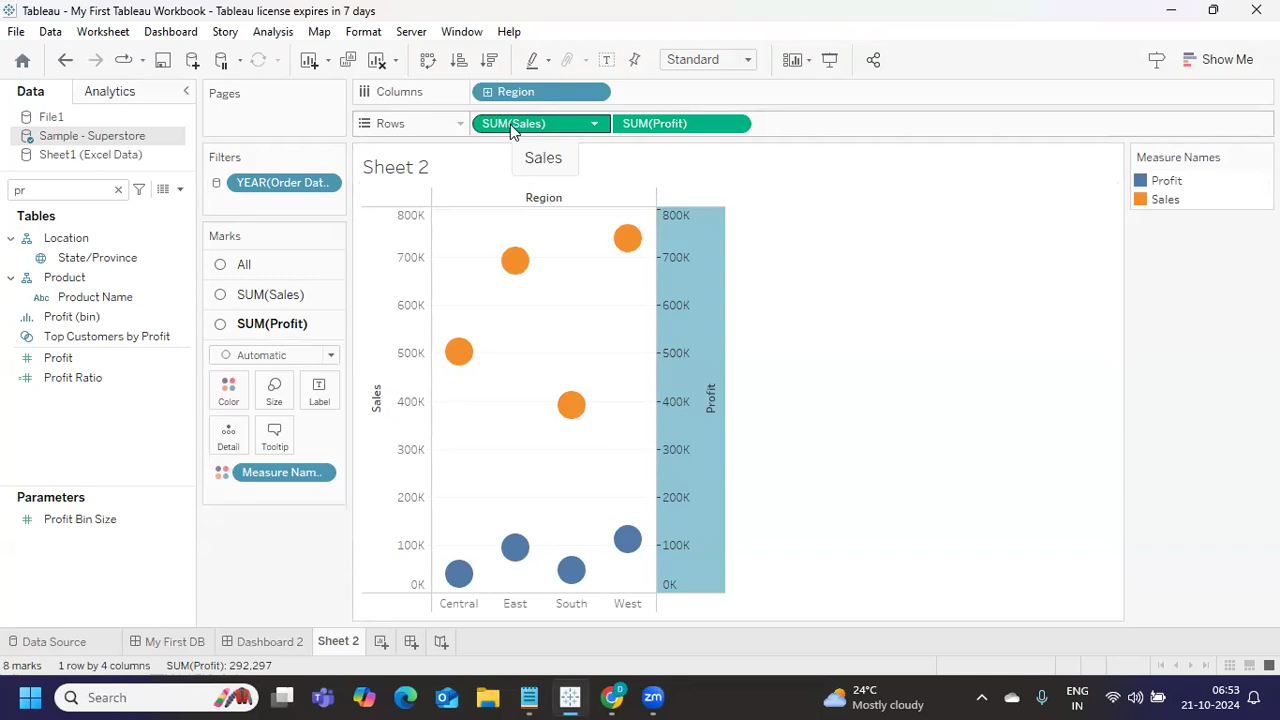 Tableau - My First Tableau Workbook - Tableau license expires in 7 days
File Data Worksheet Dashboard Story Analysis Map Format Server Window Help
Standard
Show Me
Data Analytics
File1
Sample - Superstore
Sheet1 (Excel Data)
pr
Tables
Location
State/Province
Product
Abc Product Name
Profit (bin)
Top Customers by Profit
Profit
Profit Ratio
Parameters
Profit Bin Size
Pages
Filters
YEAR(Order Dat..
Marks
All
SUM(Sales)
SUM(Profit)
Automatic
Color Size Label
Detail Tooltip
Measure Nam..
Columns Region
Rows SUM(Sales) SUM(Profit)
Sales
Sheet 2
Region
800K 800K
700K 700K
600K 600K
500K 500K
400K 400K
300K 300K
200K 200K
100K 100K
0K 0K
Sales
Profit
Central East South West
Measure Names
Profit
Sales
Data Source My First DB Dashboard 2 Sheet 2
8 marks 1 row by 4 columns SUM(Profit): 292,297
Search
24°C
Mostly cloudy
zm
ENG
IN
06:53
21-10-2024